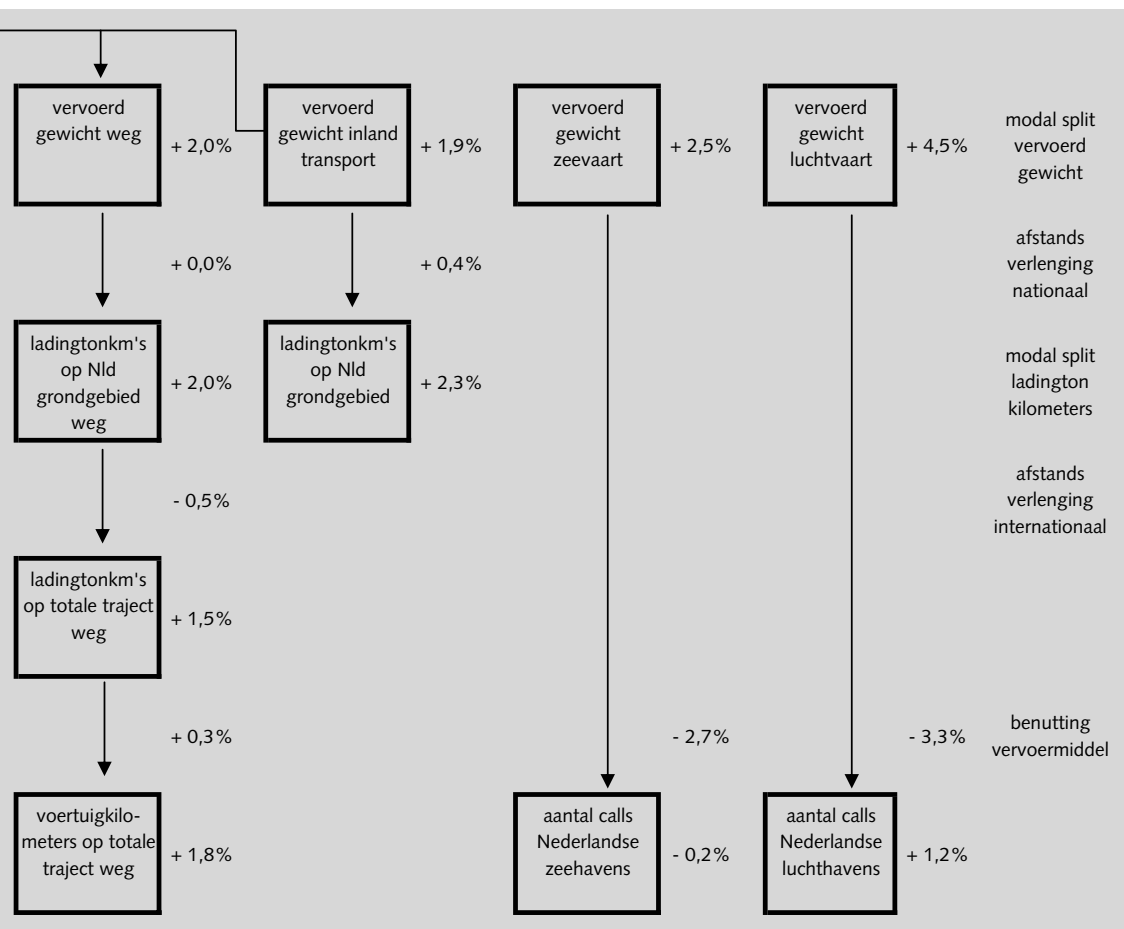 vervoerd
gewicht weg
+ 2,0%
vervoerd
gewicht inland
transport
+ 1,9%
vervoerd
gewicht
zeevaart
+ 2,5%
vervoerd
gewicht
luchtvaart
+ 4,5%
modal split
vervoerd
gewicht
+ 0,0%
+ 0,4%
afstands
verlenging
nationaal
ladingtonkm's
op Nld
grondgebied
weg
+ 2,0%
ladingtonkm's
op Nld
grondgebied
+ 2,3%
modal split
ladington
kilometers
- 0,5%
afstands
verlenging
internationaal
ladingtonkm's
op totale traject
weg
+ 1,5%
+ 0,3%
- 2,7%
- 3,3%
benutting
vervoermiddel
voertuigkilo-
meters op totale
traject weg
+ 1,8%
aantal calls
Nederlandse
zeehavens
- 0,2%
aantal calls
Nederlandse
luchthavens
+ 1,2%